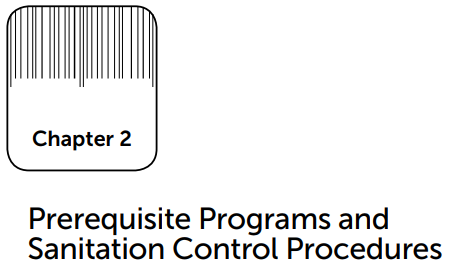 Chapter 2
Prerequisite Programs and
Sanitation Control Procedures